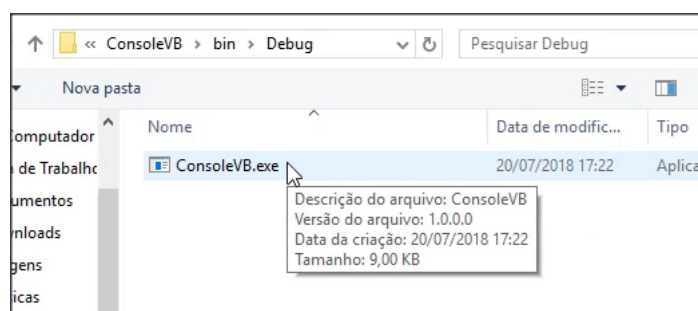 « ConsoleVB > bin > Debug
Pesquisar Debug
Nova pasta
Nome
Data de modific...
Tipo
Computador
de Trabalho
umentos
nloads
gens
icas
ConsoleVB.exe
20/07/2018 17:22
Aplica
Descrição do arquivo: ConsoleVB
Versão do arquivo: 1.0.0.0
Data da criação: 20/07/2018 17:22
Tamanho: 9,00 KB